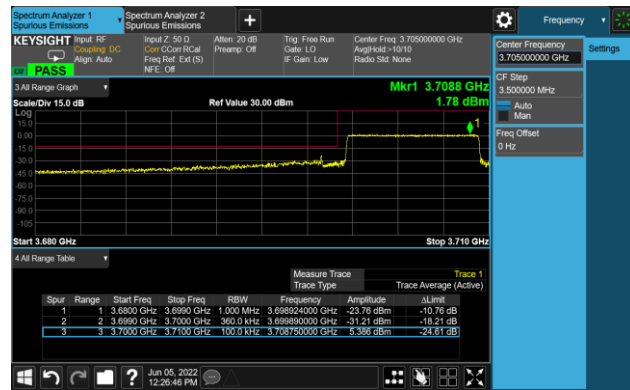 Spectrum Analyzer 1
Spurious Emissions
Spectrum Analyzer 2
Spurious Emissions
Frequency
KEYSIGHT
Input: RF
Coupling: DC
Align: Auto
Input Z: 50 Ω
Corr CCorr RCal
Freq Ref: Ext (S)
NFE: Off
Atten: 20 dB
Preamp: Off
Trig: Free Run
Gate: LO
IF Gain: Low
Center Freq: 3.705000000 GHz
Avg|Hold:>10/10
Radio Std: None
PASS
Center Frequency
3.705000000 GHz
Settings
CF Step
3.500000 MHz
Auto
Man
Freq Offset
0 Hz
3 All Range Graph
Mkr1 3.7088 GHz
Scale/Div 15.0 dB
Ref Value 30.00 dBm
1.78 dBm
Log
15.0
0.00
-15.0
-30.0
-45.0
-60.0
-75.0
-90.0
-105
1
Start 3.680 GHz
Stop 3.710 GHz
4 All Range Table
Measure Trace Trace 1
Trace Type Trace Average (Active)
Spur Range Start Freq Stop Freq RBW Frequency Amplitude ΔLimit
1 1 3.6800 GHz 3.6990 GHz 1.000 MHz 3.698924000 GHz -23.76 dBm -10.76 dB
2 2 3.6990 GHz 3.7000 GHz 360.0 kHz 3.699890000 GHz -31.21 dBm -18.21 dB
3 3 3.7000 GHz 3.7100 GHz 100.0 kHz 3.708750000 GHz 5.386 dBm -24.61 dB
Jun 05, 2022
12:26:46 PM